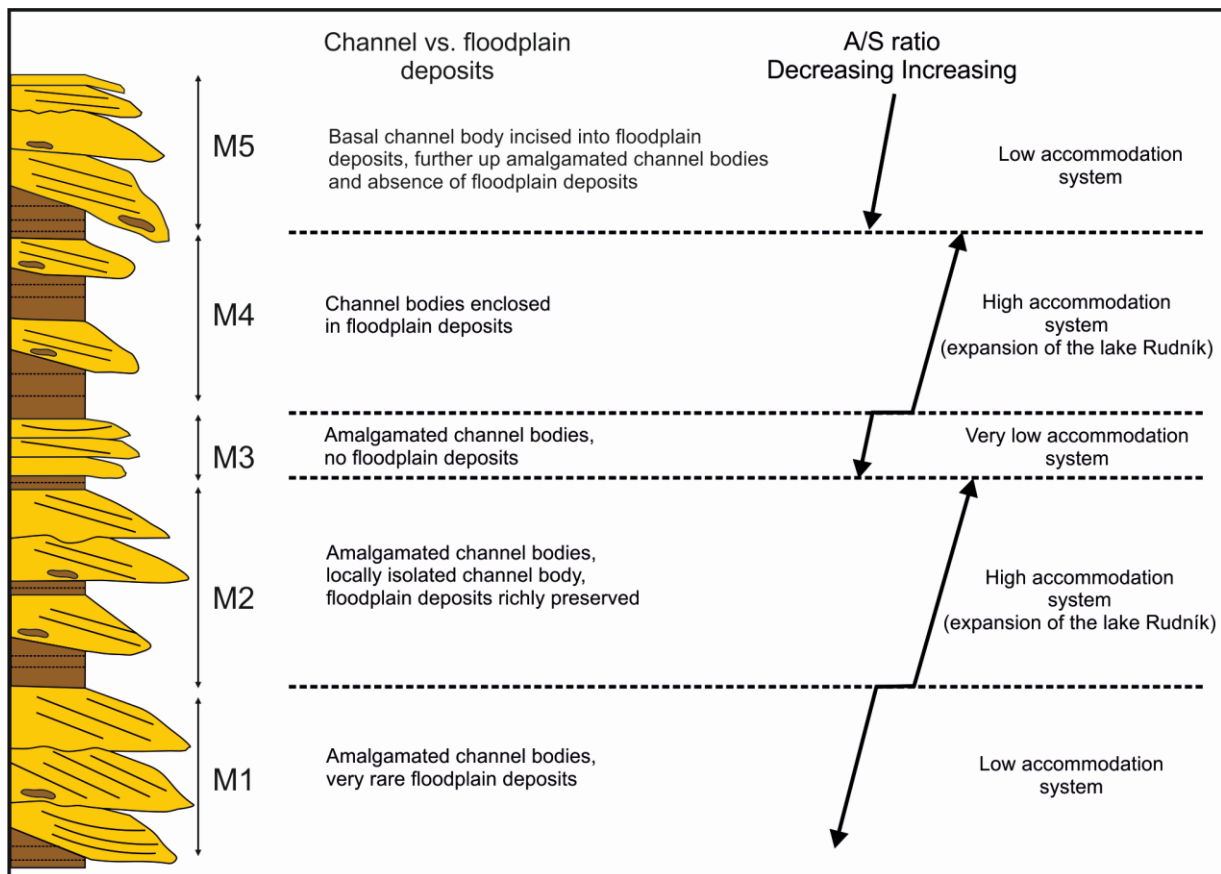 Channel vs. floodplain
deposits
A/S ratio
Decreasing Increasing
M5
Basal channel body incised into floodplain
deposits, further up amalgamated channel bodies
and absence of floodplain deposits
Low accommodation
system
M4
Channel bodies enclosed
in floodplain deposits
High accommodation
system
(expansion of the lake Rudník)
M3
Amalgamated channel bodies,
no floodplain deposits
Very low accommodation
system
M2
Amalgamated channel bodies,
locally isolated channel body,
floodplain deposits richly preserved
High accommodation
system
(expansion of the lake Rudník)
M1
Amalgamated channel bodies,
very rare floodplain deposits
Low accommodation
system